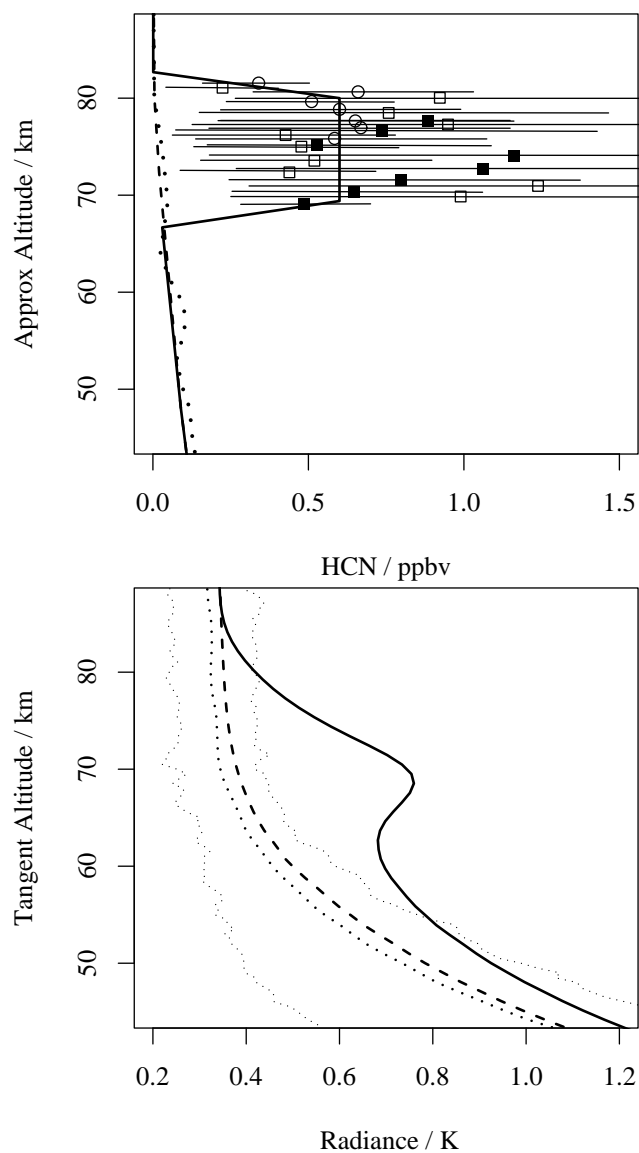 80
70
60
50
Approx Altitude / km
0.0 0.5 1.0 1.5
HCN / ppbv
80
70
60
50
Tangent Altitude / km
0.2 0.4 0.6 0.8 1.0 1.2
Radiance / K